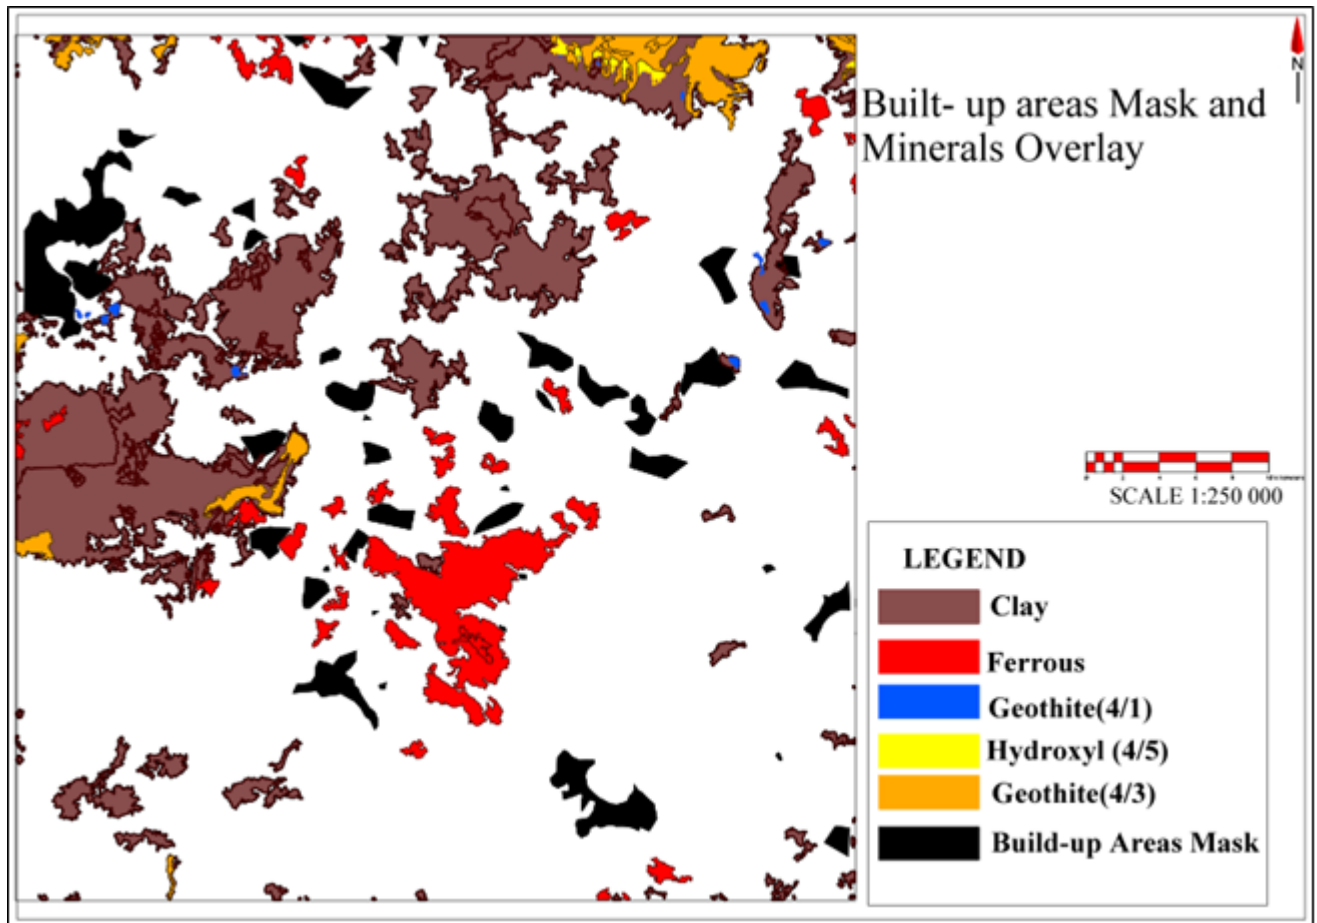 N
Built- up areas Mask and
Minerals Overlay
SCALE 1:250 000
LEGEND
Clay
Ferrous
Geothite(4/1)
Hydroxyl (4/5)
Geothite(4/3)
Build-up Areas Mask